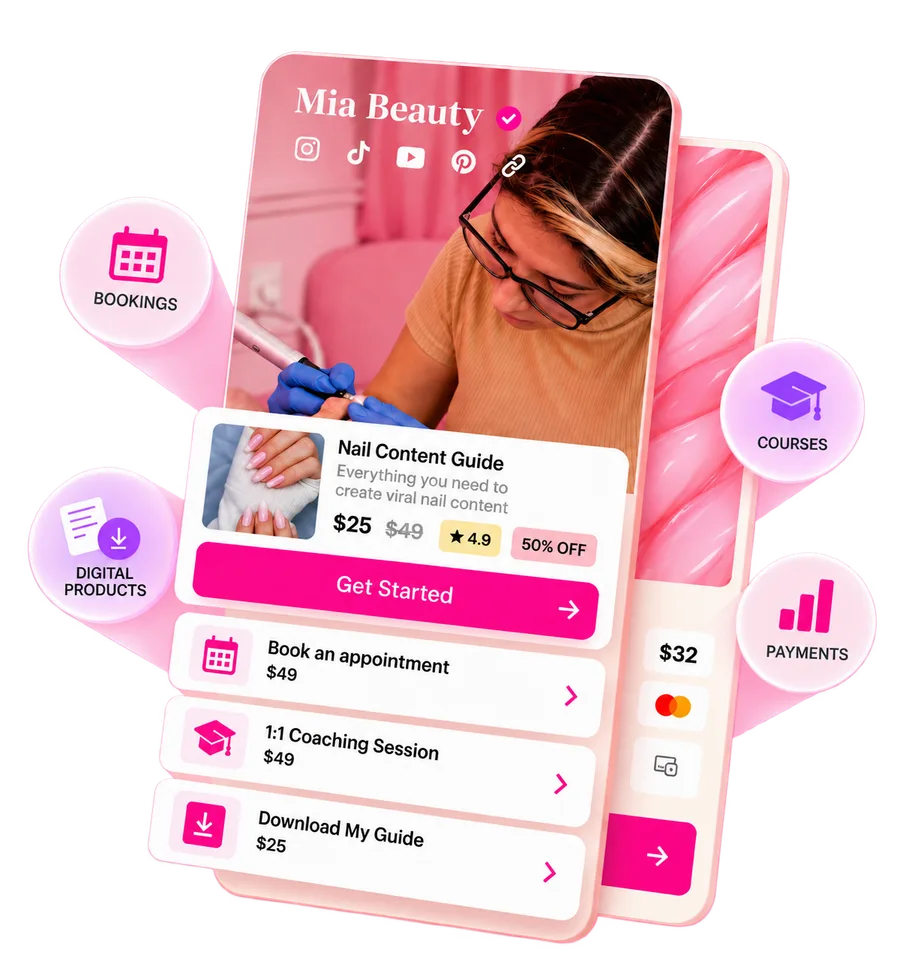 Mia Beauty
BOOKINGS
COURSES
DIGITAL
PRODUCTS
PAYMENTS
Nail Content Guide
Everything you need to
create viral nail content
$25 $49 ★ 4.9 50% OFF
Get Started
Book an appointment
$49
1:1 Coaching Session
$49
Download My Guide
$25
$32